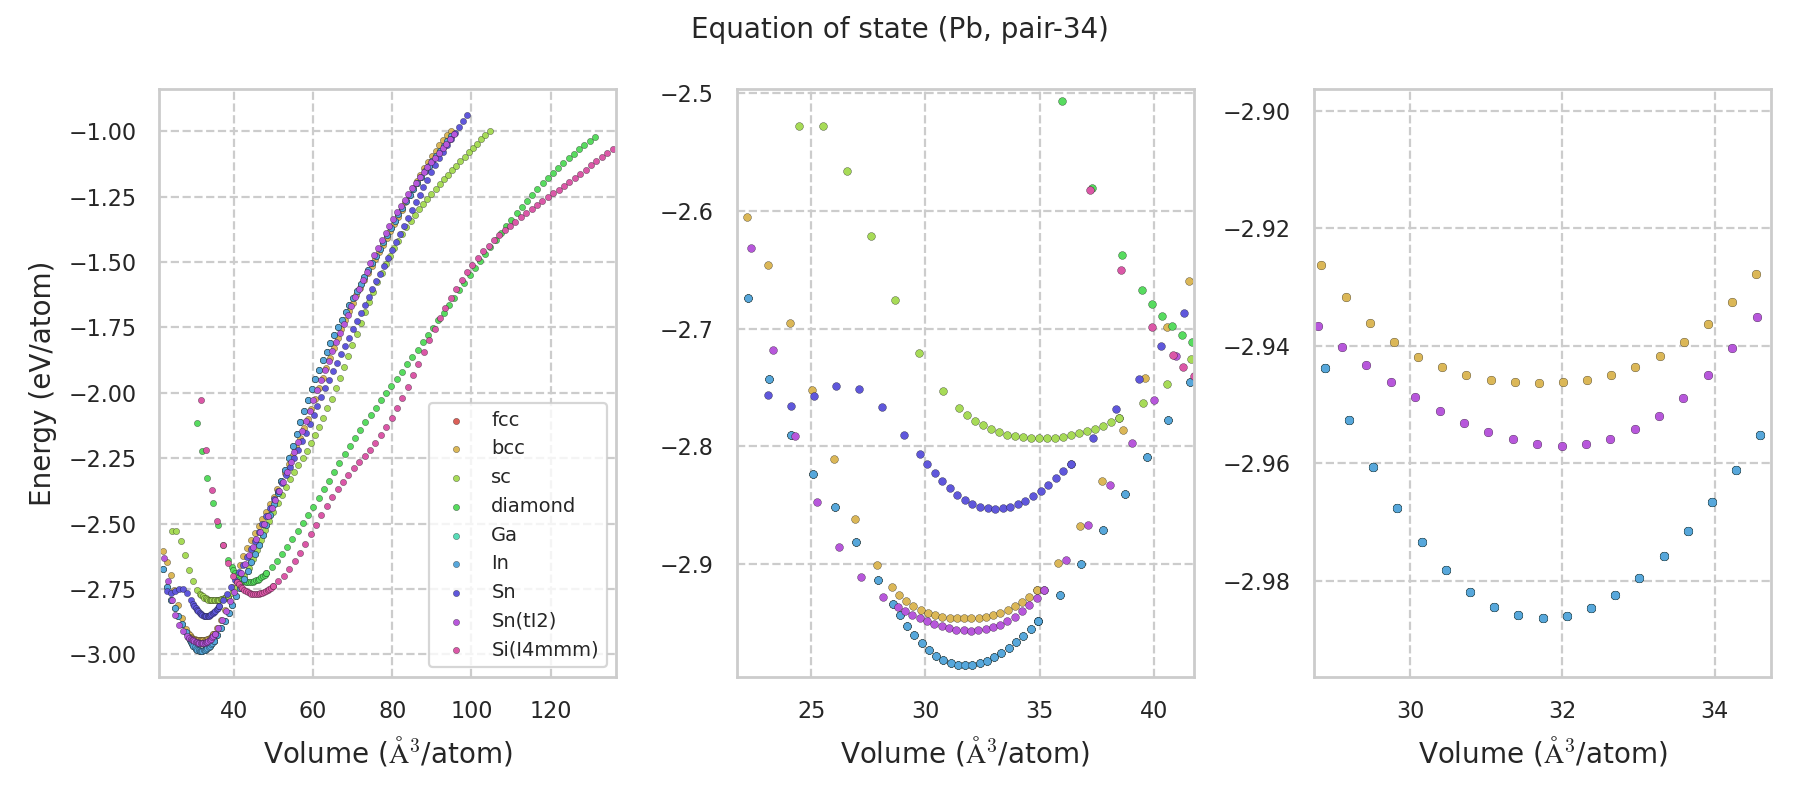 Equation of state (Pb, pair-34)
Energy (eV/atom)
−1.00
−1.25
−1.50
−1.75
−2.00
−2.25
−2.50
−2.75
−3.00
40
60
80
100
120
Volume (Å³/atom)
fcc
bcc
sc
diamond
Ga
In
Sn
Sn(tI2)
Si(I4mmm)
−2.5
−2.6
−2.7
−2.8
−2.9
25
30
35
40
Volume (Å³/atom)
−2.90
−2.92
−2.94
−2.96
−2.98
30
32
34
Volume (Å³/atom)